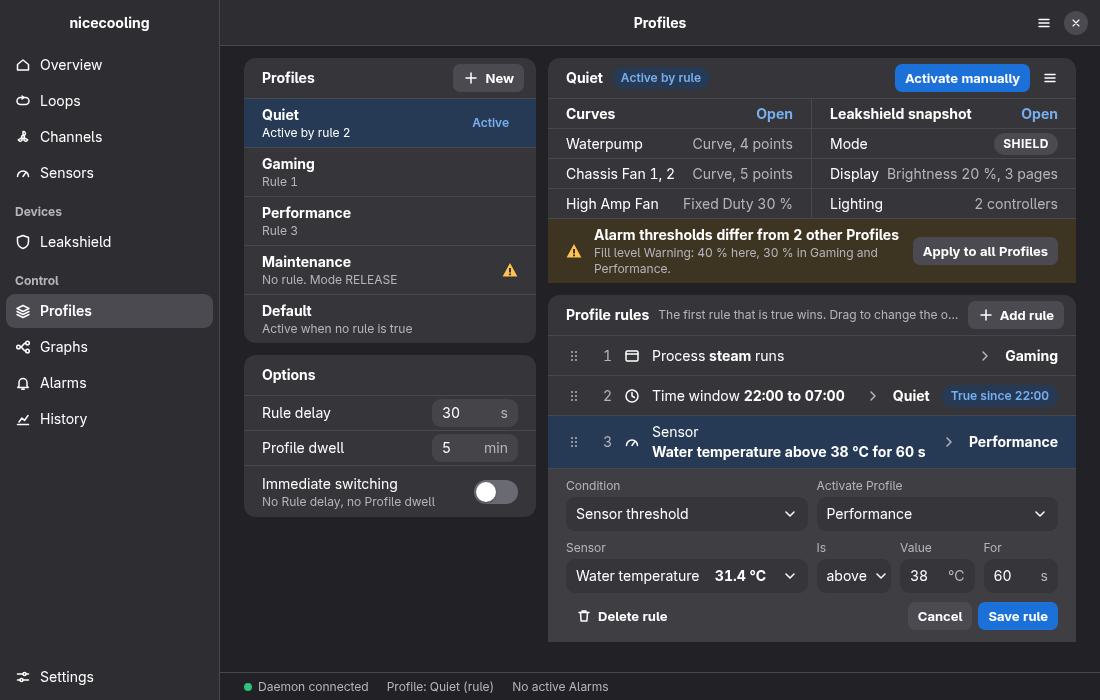 nicecooling
Profiles
Overview
Loops
Channels
Sensors
Devices
Leakshield
Control
Profiles
Graphs
Alarms
History
Settings
Profiles
New
Quiet
Active by rule 2
Active
Gaming
Rule 1
Performance
Rule 3
Maintenance
No rule. Mode RELEASE
Default
Active when no rule is true
Options
Rule delay 30 s
Profile dwell 5 min
Immediate switching
No Rule delay, no Profile dwell
Quiet Active by rule Activate manually
Curves Open
Waterpump Curve, 4 points
Chassis Fan 1, 2 Curve, 5 points
High Amp Fan Fixed Duty 30 %
Leakshield snapshot Open
Mode SHIELD
Display Brightness 20 %, 3 pages
Lighting 2 controllers
Alarm thresholds differ from 2 other Profiles
Fill level Warning: 40 % here, 30 % in Gaming and
Performance.
Apply to all Profiles
Profile rules The first rule that is true wins. Drag to change the o... Add rule
1 Process steam runs Gaming
2 Time window 22:00 to 07:00 Quiet True since 22:00
3 Sensor
Water temperature above 38 °C for 60 s Performance
Condition Activate Profile
Sensor threshold Performance
Sensor Is Value For
Water temperature 31.4 °C above 38 °C 60 s
Delete rule Cancel Save rule
Daemon connected Profile: Quiet (rule) No active Alarms